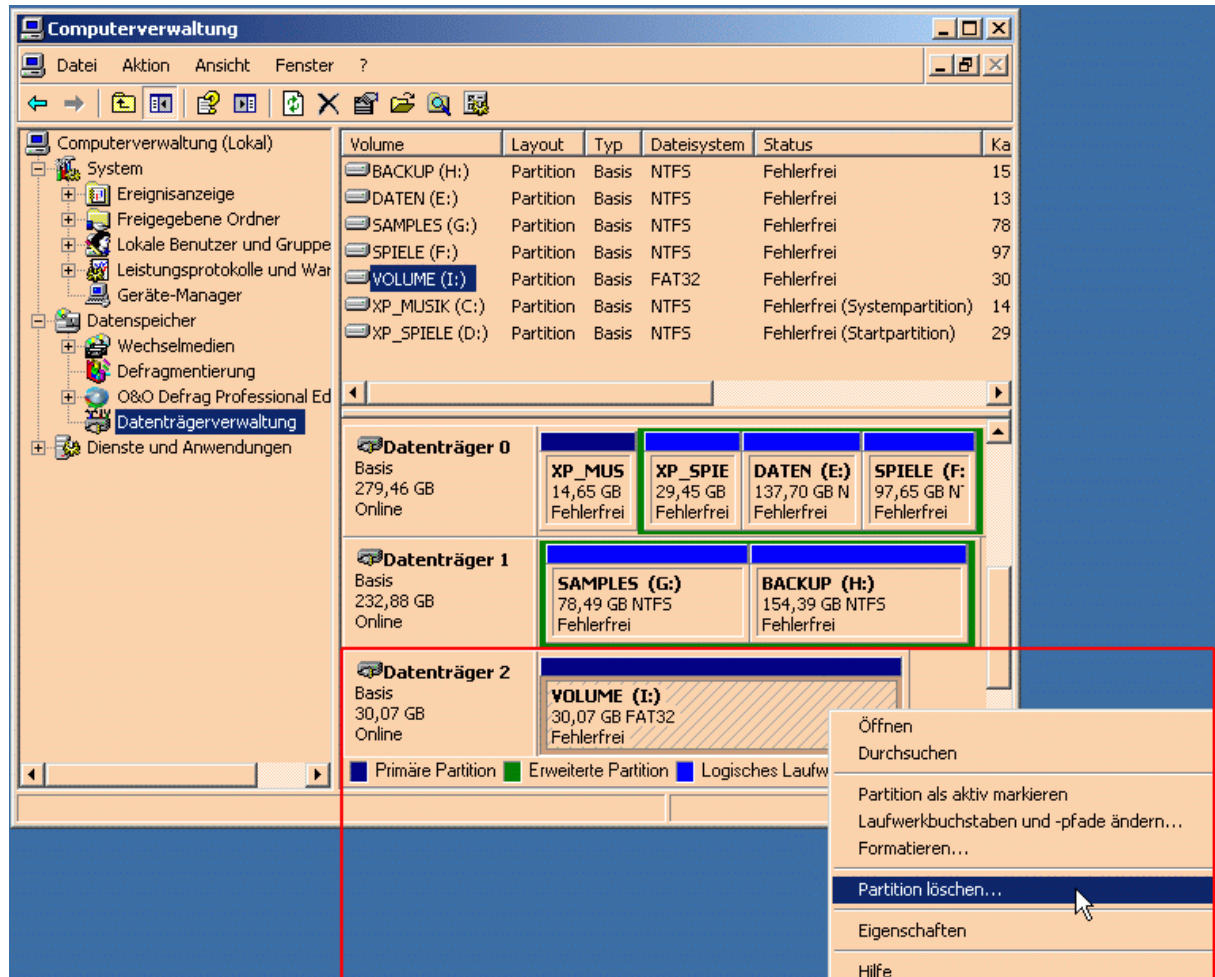 Computerverwaltung
Datei Aktion Ansicht Fenster ?
Computerverwaltung (Lokal)
System
Ereignisanzeige
Freigegebene Ordner
Lokale Benutzer und Gruppe
Leistungsprotokolle und War
Geräte-Manager
Datenspeicher
Wechselmedien
Defragmentierung
O&O Defrag Professional Ed
Datenträgerverwaltung
Dienste und Anwendungen
Volume Layout Typ Dateisystem Status Ka
BACKUP (H:) Partition Basis NTFS Fehlerfrei 15
DATEN (E:) Partition Basis NTFS Fehlerfrei 13
SAMPLES (G:) Partition Basis NTFS Fehlerfrei 78
SPIELE (F:) Partition Basis NTFS Fehlerfrei 97
VOLUME (I:) Partition Basis FAT32 Fehlerfrei 30
XP_MUSIK (C:) Partition Basis NTFS Fehlerfrei (Systempartition) 14
XP_SPIELE (D:) Partition Basis NTFS Fehlerfrei (Startpartition) 29
Datenträger 0
Basis
279,46 GB
Online
XP_MUS
14,65 GB
Fehlerfrei
XP_SPIE
29,45 GB
Fehlerfrei
DATEN (E:)
137,70 GB N
Fehlerfrei
SPIELE (F:
97,65 GB N
Fehlerfrei
Datenträger 1
Basis
232,88 GB
Online
SAMPLES (G:)
78,49 GB NTFS
Fehlerfrei
BACKUP (H:)
154,39 GB NTFS
Fehlerfrei
Datenträger 2
Basis
30,07 GB
Online
VOLUME (I:)
30,07 GB FAT32
Fehlerfrei
Primäre Partition Erweiterte Partition Logisches Laufw
Öffnen
Durchsuchen
Partition als aktiv markieren
Laufwerkbuchstaben und -pfade ändern...
Formatieren...
Partition löschen...
Eigenschaften
Hilfe